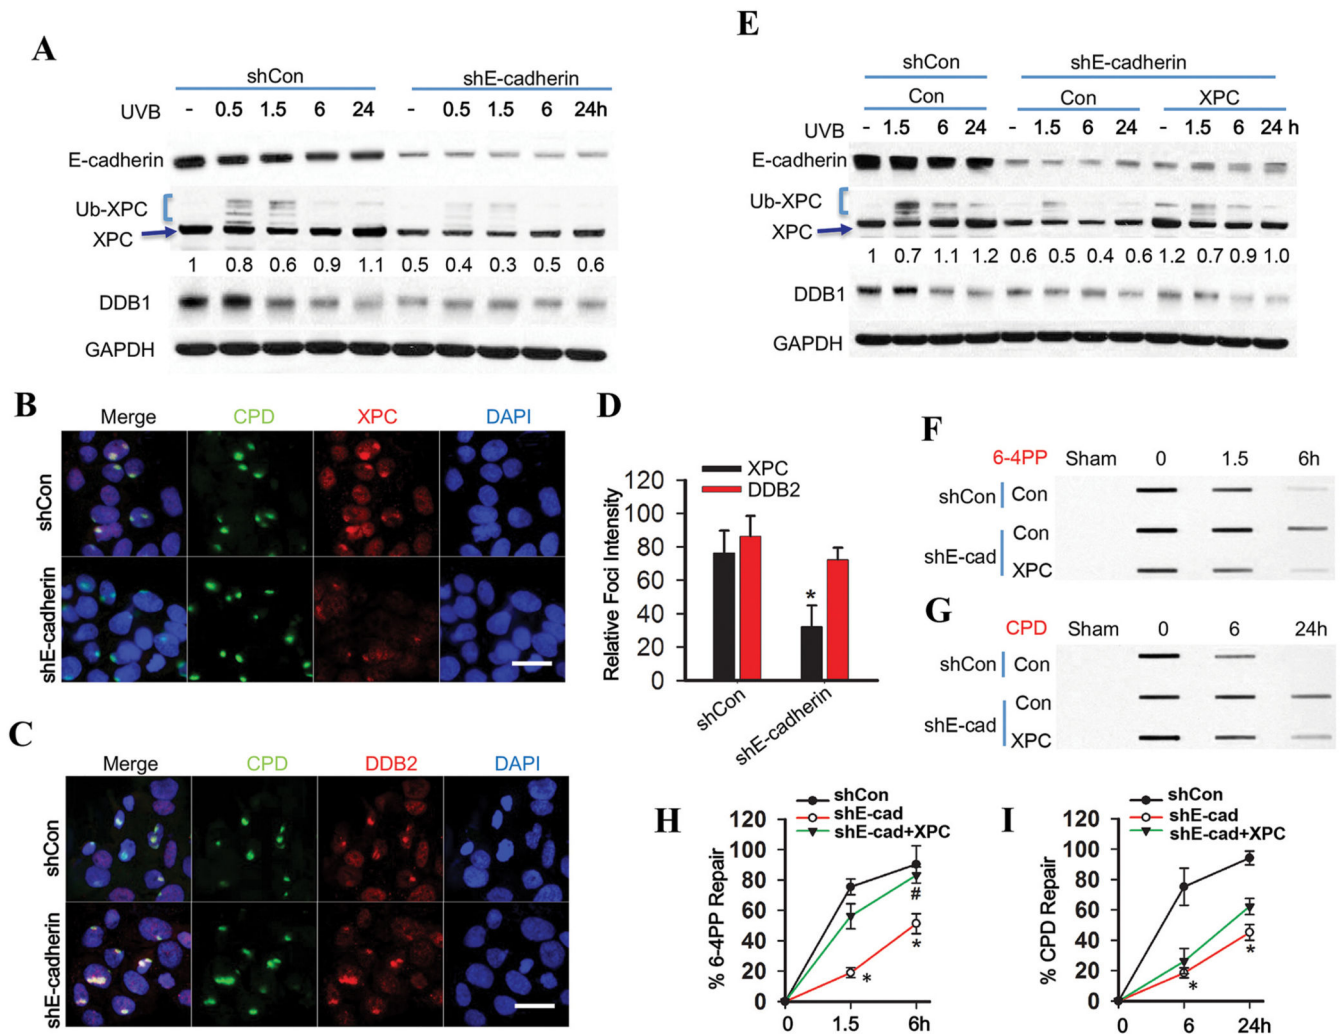 A
shCon shE-cadherin
UVB - 0.5 1.5 6 24 - 0.5 1.5 6 24h
E-cadherin
Ub-XPC
XPC
1 0.8 0.6 0.9 1.1 0.5 0.4 0.3 0.5 0.6
DDB1
GAPDH
E
shCon shE-cadherin
Con Con XPC
UVB - 1.5 6 24 - 1.5 6 24 - 1.5 6 24 h
E-cadherin
Ub-XPC
XPC
1 0.7 1.1 1.2 0.6 0.5 0.4 0.6 1.2 0.7 0.9 1.0
DDB1
GAPDH
B
Merge CPD XPC DAPI
shCon
shE-cadherin
C
Merge CPD DDB2 DAPI
shCon
shE-cadherin
D
XPC
DDB2
Relative Foci Intensity
120
100
80
60
40
20
0
*
shCon shE-cadherin
F
6-4PP Sham 0 1.5 6h
shCon Con
shE-cad Con
XPC
G
CPD Sham 0 6 24h
shCon Con
shE-cad Con
XPC
H
shCon
shE-cad
shE-cad+XPC
% 6-4PP Repair
120
100
80
60
40
20
0
#
*
*
0 1.5 6h
I
shCon
shE-cad
shE-cad+XPC
% CPD Repair
120
100
80
60
40
20
0
*
*
0 6 24h